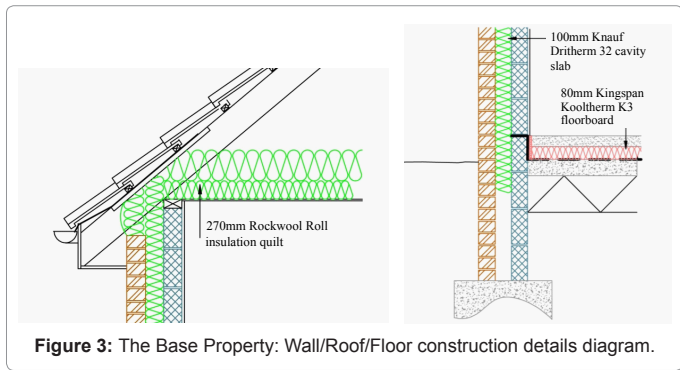 270mm Rockwool Roll
insulation quilt
100mm Knauf
Dritherm 32 cavity
slab
80mm Kingspan
Kooltherm K3
floorboard
Figure 3: The Base Property: Wall/Roof/Floor construction details diagram.